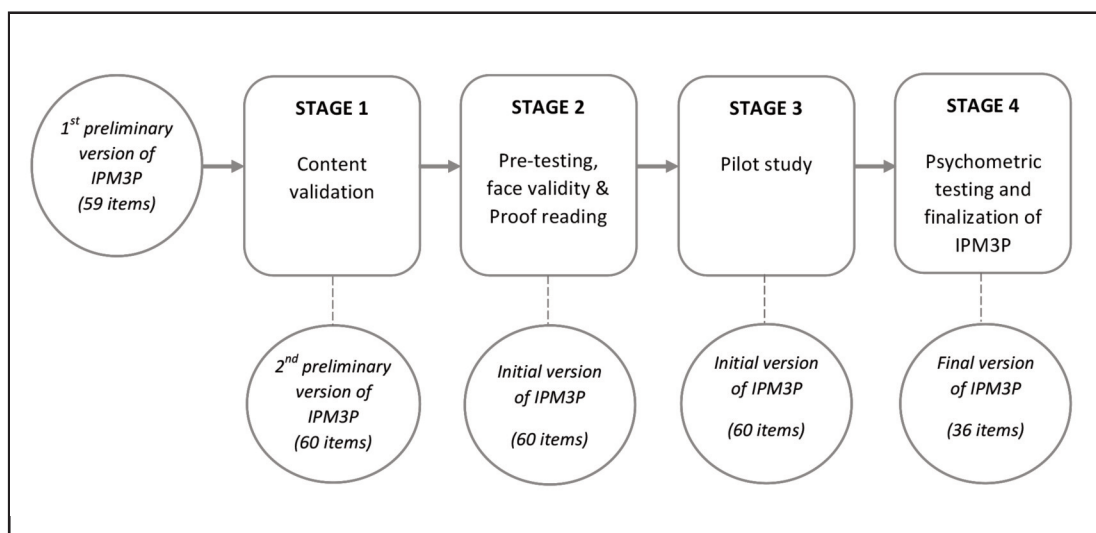 1st preliminary
version of
IPM3P
(59 items)
STAGE 1
Content
validation
STAGE 2
Pre-testing,
face validity &
Proof reading
STAGE 3
Pilot study
STAGE 4
Psychometric
testing and
finalization of
IPM3P
2nd preliminary
version of
IPM3P
(60 items)
Initial version
of IPM3P
(60 items)
Initial version
of IPM3P
(60 items)
Final version
of IPM3P
(36 items)